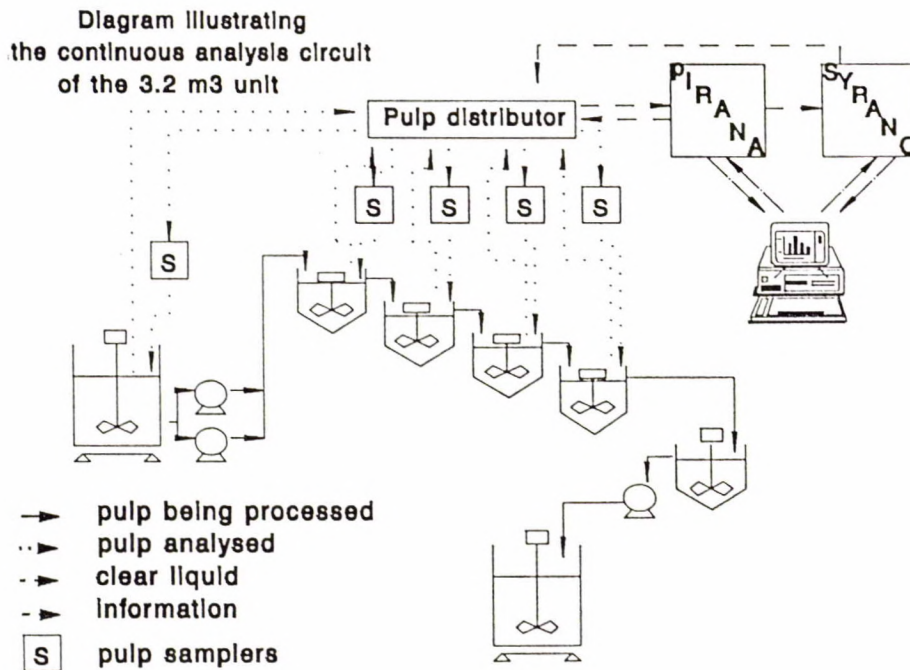 Diagram illustrating
the continuous analysis circuit
of the 3.2 m3 unit
Pulp distributor
PIRANA
SYRANO
S
S
S
S
S
pulp being processed
pulp analysed
clear liquid
information
S pulp samplers